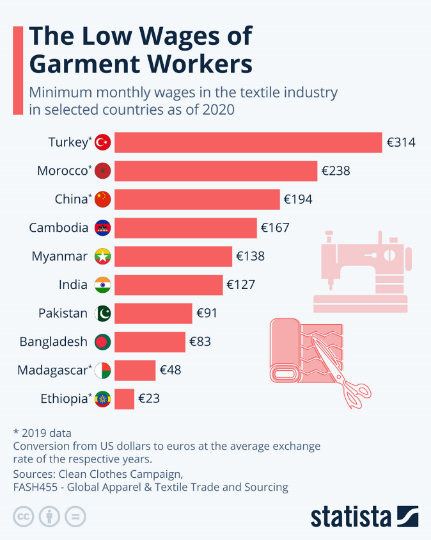 The Low Wages of
Garment Workers
Minimum monthly wages in the textile industry
in selected countries as of 2020
Turkey* €314
Morocco* €238
China* €194
Cambodia €167
Myanmar €138
India €127
Pakistan €91
Bangladesh €83
Madagascar* €48
Ethiopia* €23
* 2019 data
Conversion from US dollars to euros at the average exchange
rate of the respective years.
Sources: Clean Clothes Campaign,
FASH455 - Global Apparel & Textile Trade and Sourcing
cc
statista